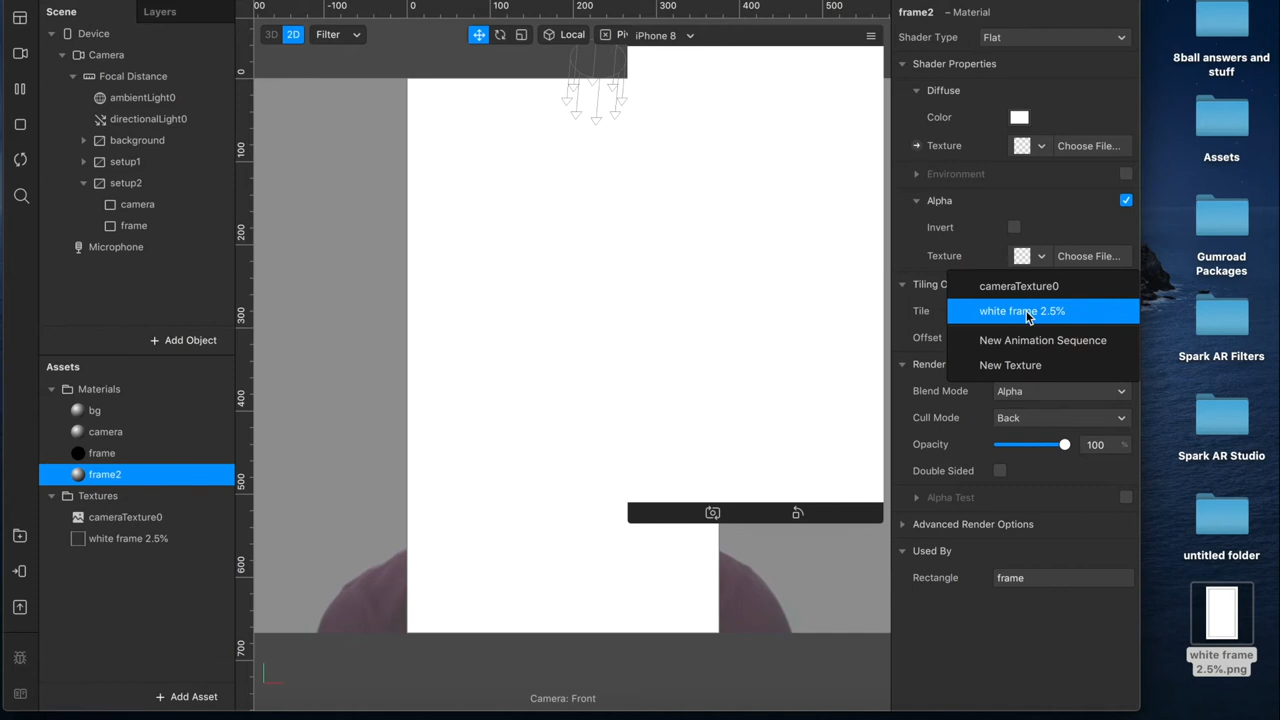 Scene
Layers
Device
Camera
Focal Distance
ambientLight0
directionalLight0
background
setup1
setup2
camera
frame
Microphone
Add Object
Assets
Materials
bg
camera
frame
frame2
Textures
cameraTexture0
white frame 2.5%
Add Asset
00 -100 0 200 300 400 500
3D
2D
Filter
Local
Piv
iPhone 8
0
100
200
300
400
500
600
700
Camera: Front
frame2 – Material
Shader Type
Flat
Shader Properties
Diffuse
Color
Texture
Choose File...
Environment
Alpha
Invert
Texture
Choose File...
Tiling O
Tile
Offset
cameraTexture0
white frame 2.5%
New Animation Sequence
New Texture
Render
Blend Mode
Alpha
Cull Mode
Back
Opacity
100 %
Double Sided
Alpha Test
Advanced Render Options
Used By
Rectangle
frame
8ball answers and
stuff
Assets
Gumroad
Packages
Spark AR Filters
Spark AR Studio
untitled folder
white frame
2.5%.png